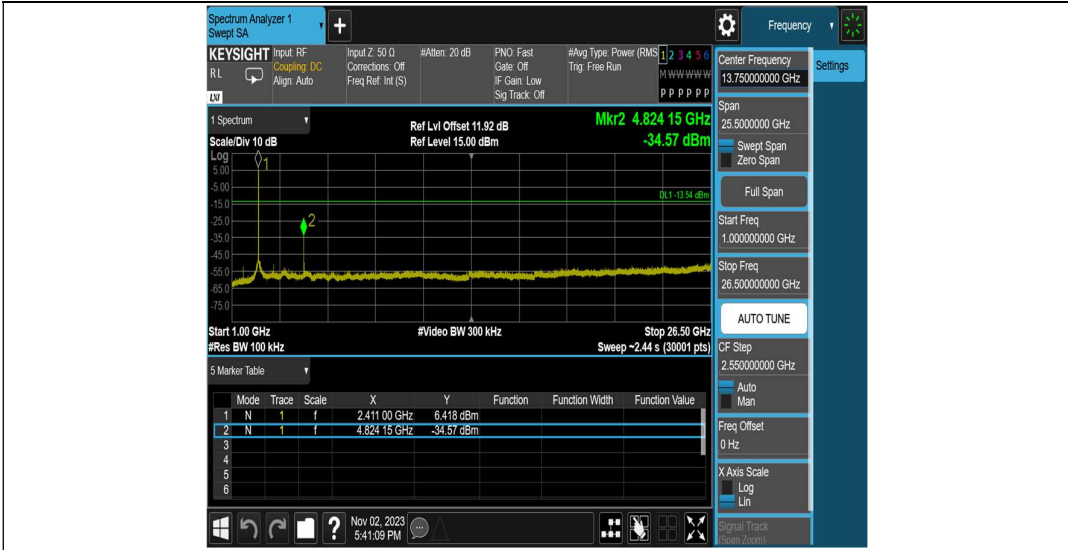 Spectrum Analyzer 1
Swept SA
+
Frequency
KEYSIGHT
RL
LXI
Input: RF
Coupling: DC
Align: Auto
Input Z: 50 Ω
Corrections: Off
Freq Ref: Int (S)
#Atten: 20 dB
PNO: Fast
Gate: Off
IF Gain: Low
Sig Track: Off
#Avg Type: Power (RMS
Trig: Free Run
1 2 3 4 5 6
M W W W W W
P P P P P P
1 Spectrum
Scale/Div 10 dB
Ref Lvl Offset 11.92 dB
Ref Level 15.00 dBm
Mkr2 4.824 15 GHz
-34.57 dBm
Log
5.00
-5.00
-15.0
-25.0
-35.0
-45.0
-55.0
-65.0
-75.0
1
2
DL1 -13.54 dBm
Start 1.00 GHz
#Res BW 100 kHz
#Video BW 300 kHz
Stop 26.50 GHz
Sweep ~2.44 s (30001 pts)
5 Marker Table
Mode Trace Scale X Y Function Function Width Function Value
1 N 1 f 2.411 00 GHz 6.418 dBm
2 N 1 f 4.824 15 GHz -34.57 dBm
3
4
5
6
?
Nov 02, 2023
5:41:09 PM
Center Frequency
13.750000000 GHz
Settings
Span
25.5000000 GHz
Swept Span
Zero Span
Full Span
Start Freq
1.000000000 GHz
Stop Freq
26.500000000 GHz
AUTO TUNE
CF Step
2.550000000 GHz
Auto
Man
Freq Offset
0 Hz
X Axis Scale
Log
Lin
Signal Track
(Span Zoom)